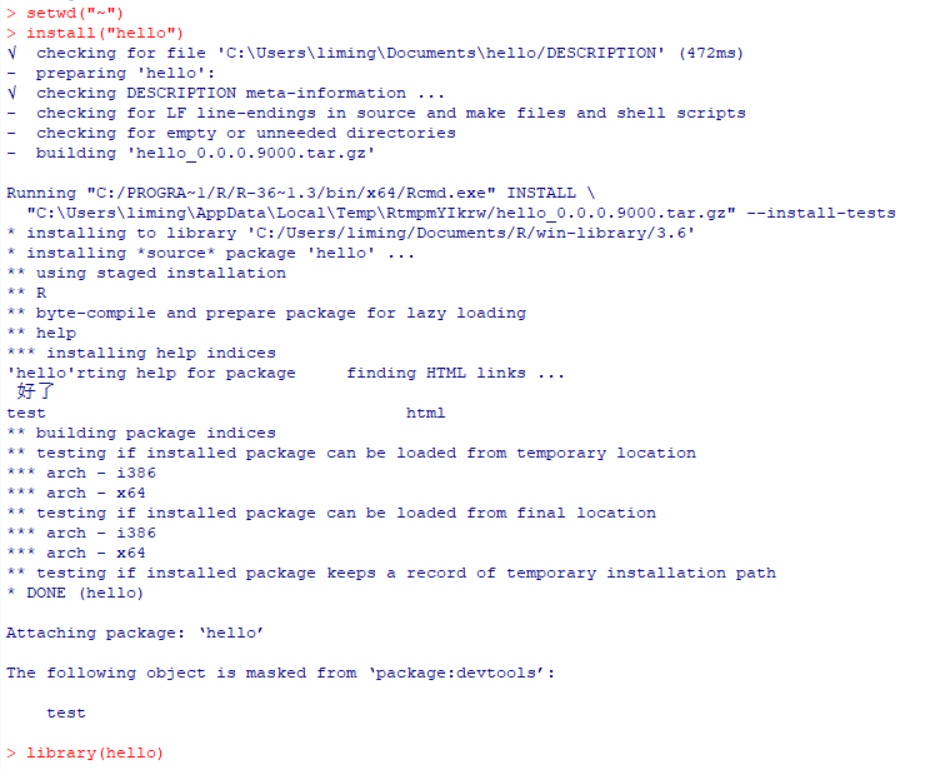 > setwd("~")
> install("hello")
√  checking for file 'C:\Users\liming\Documents\hello/DESCRIPTION' (472ms)
-  preparing 'hello':
√  checking DESCRIPTION meta-information ...
-  checking for LF line-endings in source and make files and shell scripts
-  checking for empty or unneeded directories
-  building 'hello_0.0.0.9000.tar.gz'
Running "C:/PROGRA~1/R/R-36~1.3/bin/x64/Rcmd.exe" INSTALL \
  "C:\Users\liming\AppData\Local\Temp\RtmpmYIkrw/hello_0.0.0.9000.tar.gz" --install-tests
* installing to library 'C:/Users/liming/Documents/R/win-library/3.6'
* installing *source* package 'hello' ...
** using staged installation
** R
** byte-compile and prepare package for lazy loading
** help
*** installing help indices
'hello'rting help for package     finding HTML links ...
 好了
test                                    html
** building package indices
** testing if installed package can be loaded from temporary location
*** arch - i386
*** arch - x64
** testing if installed package can be loaded from final location
*** arch - i386
*** arch - x64
** testing if installed package keeps a record of temporary installation path
* DONE (hello)
Attaching package: ‘hello’
The following object is masked from ‘package:devtools’:
    test
> library(hello)